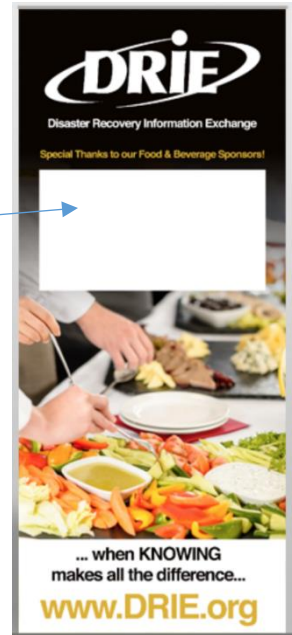 DRIE
Disaster Recovery Information Exchange
Special Thanks to our Food & Beverage Sponsors!
... when KNOWING
makes all the difference...
www.DRIE.org